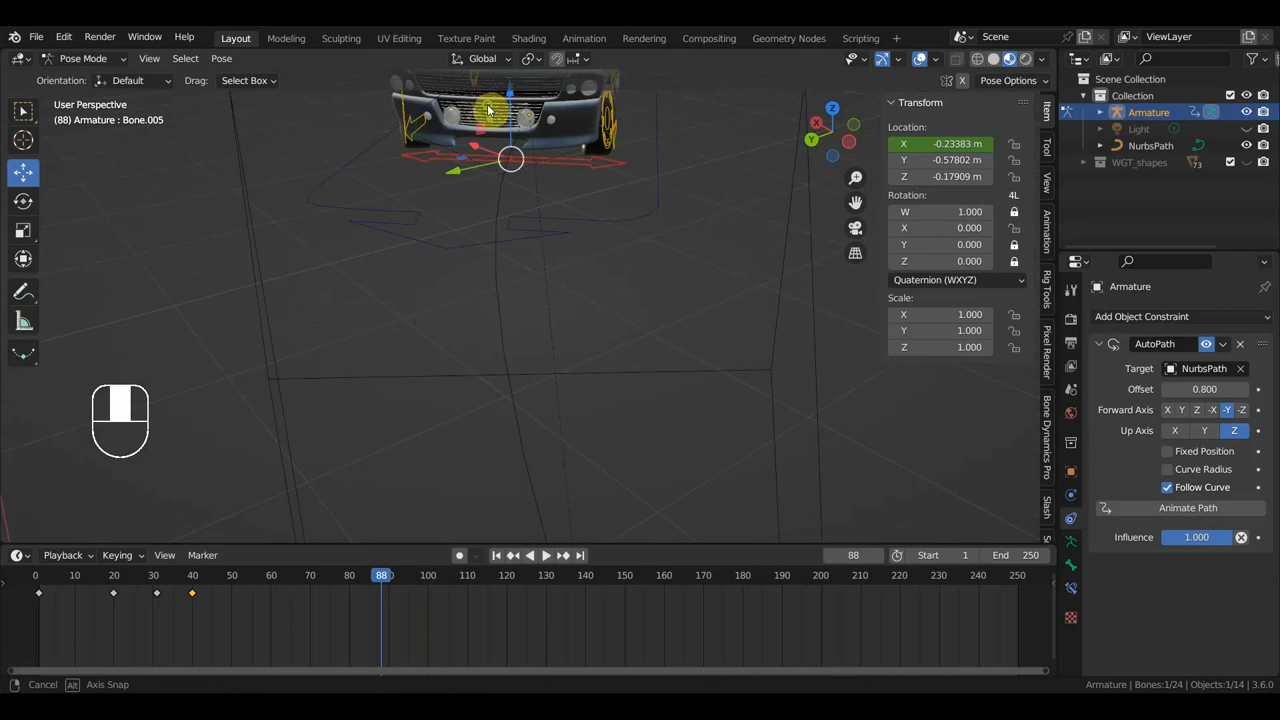 File Edit Render Window Help Layout Modeling Sculpting UV Editing Texture Paint Shading Animation Rendering Compositing Geometry Nodes Scripting + Scene ViewLayer
Pose Mode View Select Pose Global
Orientation: Default Drag: Select Box X Pose Options
User Perspective
(88) Armature : Bone.005
Z
X
Y
Transform
Location:
X -0.23383 m
Y -0.57802 m
Z -0.17909 m
Rotation: 4L
W 1.000
X 0.000
Y 0.000
Z 0.000
Quaternion (WXYZ)
Scale:
X 1.000
Y 1.000
Z 1.000
Item
Tool
View
Animation
Rig Tools
Pixel Render
Bone Dynamics Pro
Slash
Scene Collection
Collection
Armature
Light
NurbsPath
WGT_shapes 73
Armature
Add Object Constraint
AutoPath
Target NurbsPath
Offset 0.800
Forward Axis X Y Z -X -Y -Z
Up Axis X Y Z
Fixed Position
Curve Radius
Follow Curve
Animate Path
Influence 1.000
Playback Keying View Marker 88 Start 1 End 250
0 10 20 30 40 50 60 70 80 88 100 110 120 130 140 150 160 170 180 190 200 210 220 230 240 250
Cancel Alt Axis Snap Armature | Bones:1/24 | Objects:1/14 | 3.6.0